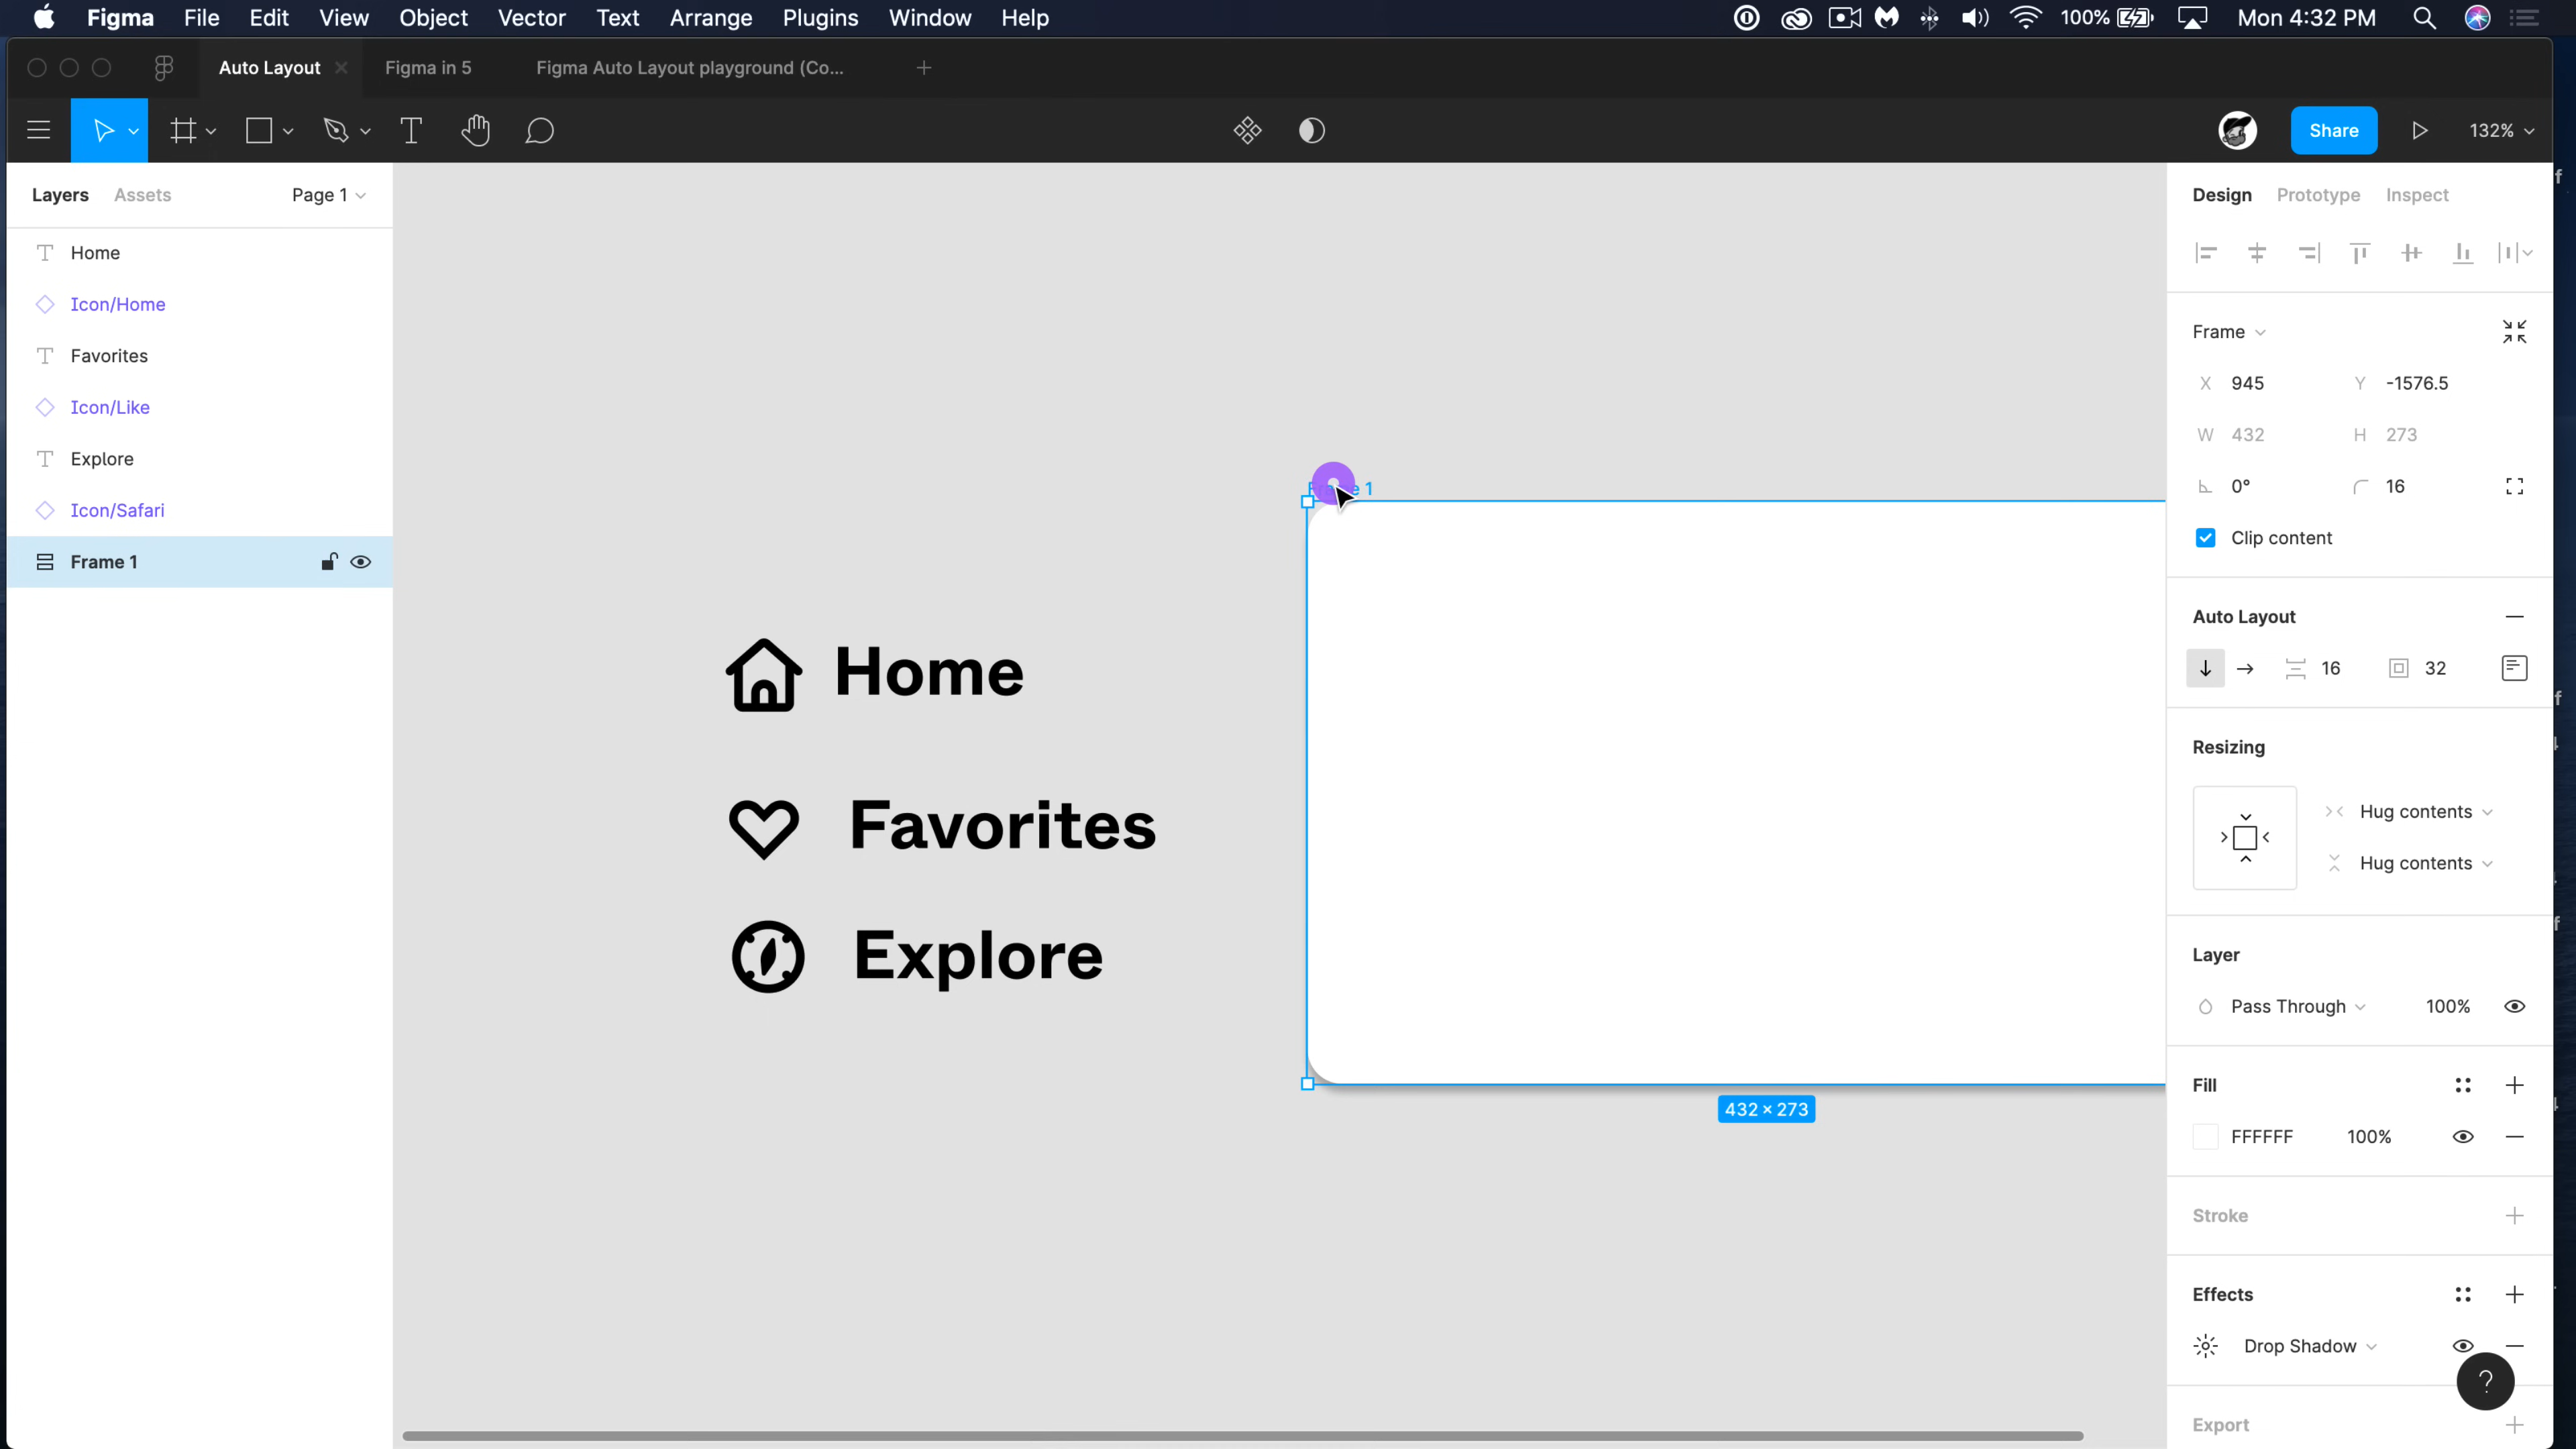 Figma File Edit View Object Vector Text Arrange Plugins Window Help 100% Mon 4:32 PM
Auto Layout Figma in 5 Figma Auto Layout playground (Co...
Share 132%
Layers Assets Page 1
Home
Icon/Home
Favorites
Icon/Like
Explore
Icon/Safari
Frame 1
Home
Favorites
Explore
432 × 273
Design Prototype Inspect
Frame
X 945 Y -1576.5
W 432 H 273
0° 16
Clip content
Auto Layout
16 32
Resizing
Hug contents
Hug contents
Layer
Pass Through 100%
Fill
FFFFFF 100%
Stroke
Effects
Drop Shadow
?
Export